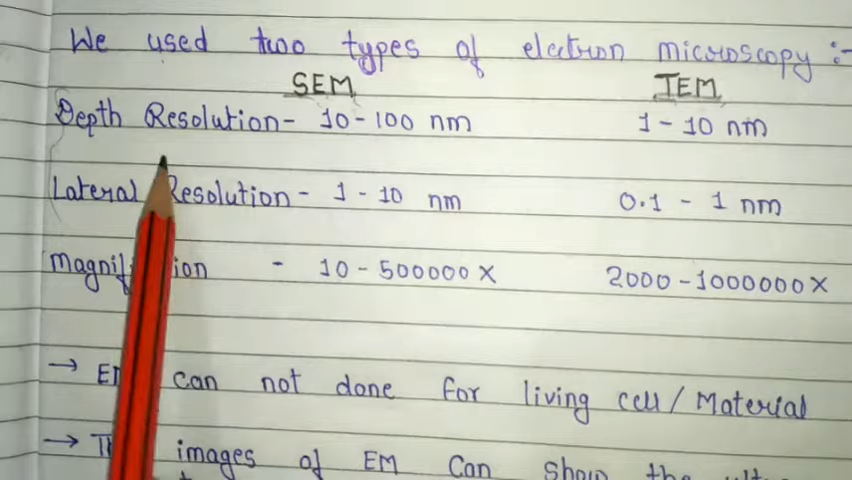 We used two types of electron microscopy :-
SEM TEM
Depth Resolution - 10 - 100 nm 1 - 10 nm
Lateral Resolution - 1 - 10 nm 0.1 - 1 nm
- 10 - 500000 X 2000 - 1000000 X
→ can not done for living cell / Material
→ images of EM Can show the